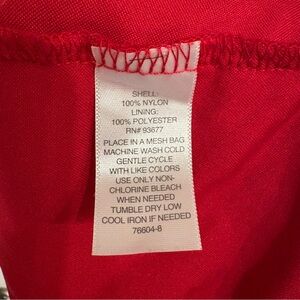 SHELL:
100% NYLON
LINING:
100% POLYESTER
RN# 93677
PLACE IN A MESH BAG
MACHINE WASH COLD
GENTLE CYCLE
WITH LIKE COLORS
USE ONLY NON-
CHLORINE BLEACH
WHEN NEEDED
TUMBLE DRY LOW
COOL IRON IF NEEDED
76604-8